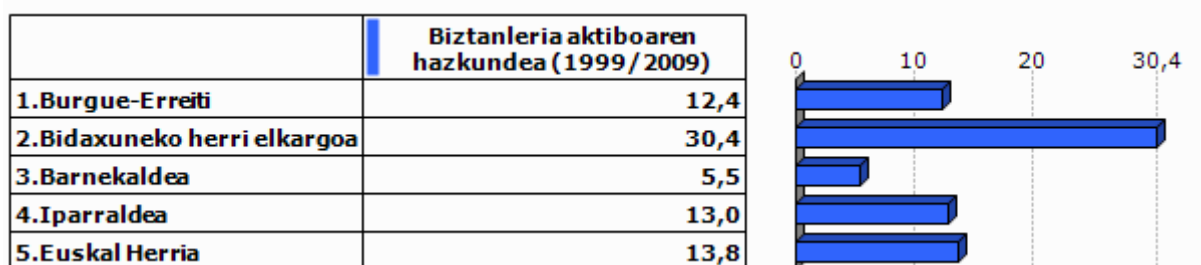 Biztanleria aktiboaren
hazkundea (1999/2009)
0 10 20 30,4
1.Burgue-Erreiti 12,4
2.Bidaxuneko herri elkargoa 30,4
3.Barnekaldea 5,5
4.Iparraldea 13,0
5.Euskal Herria 13,8